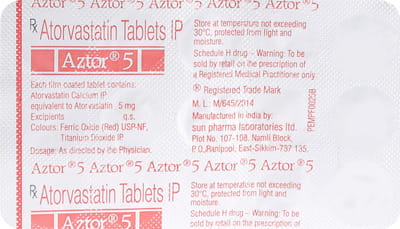 Aztor® 5 Aztor® 5 Aztor® 5 Aztor® 5 Aztor® 5
Rx Atorvastatin Tablets IP
Aztor® 5
Each film coated tablet contains:
Atorvastatin Calcium IP
equivalent to Atorvastatin 5 mg
Excipients q.s.
Colours: Ferric Oxide (Red) USP-NF,
Titanium Dioxide IP
Dosage: As directed by the Physician.
Store at temperature not exceeding
30°C, protected from light and
moisture.
Schedule H drug - Warning: To be
sold by retail on the prescription of
a Registered Medical Practitioner only.
® Registered Trade Mark
M. L.: M/645/2014
Manufactured in India by:
sun pharma laboratories ltd.
Plot No. 107-108, Namli Block,
P.O. Ranipool, East-Sikkim-737 135.
Aztor® 5 Aztor® 5 Aztor® 5 Aztor® 5 Aztor® 5
Rx Atorvastatin Tablets IP
Aztor® 5
Store at temperature not exceeding
30°C, protected from light and
moisture.
Schedule H drug - Warning: To be
sold by retail on the prescription of